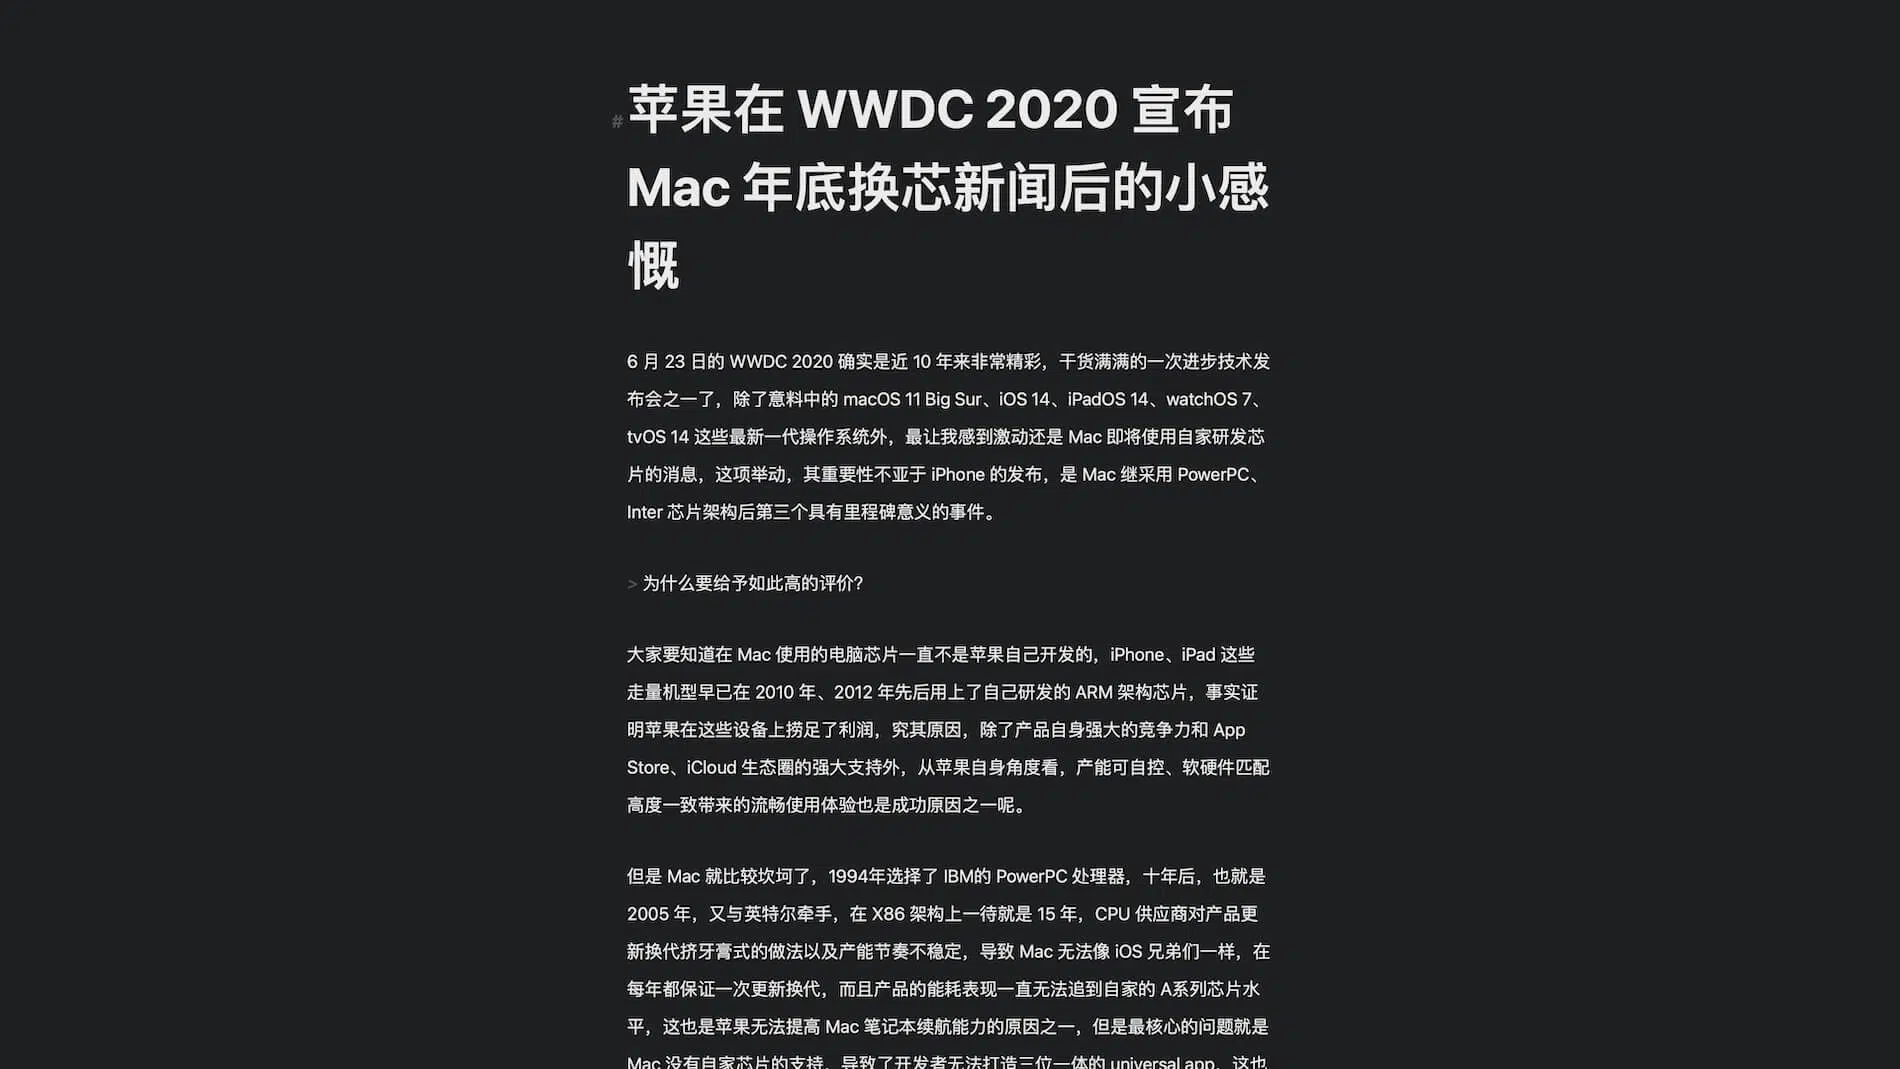 # 苹果在 WWDC 2020 宣布
Mac 年底换芯新闻后的小感
慨
6 月 23 日的 WWDC 2020 确实是近 10 年来非常精彩，干货满满的一次进步技术发
布会之一了，除了意料中的 macOS 11 Big Sur、iOS 14、iPadOS 14、watchOS 7、
tvOS 14 这些最新一代操作系统外，最让我感到激动还是 Mac 即将使用自家研发芯
片的消息，这项举动，其重要性不亚于 iPhone 的发布，是 Mac 继采用 PowerPC、
Inter 芯片架构后第三个具有里程碑意义的事件。
> 为什么要给予如此高的评价？
大家要知道在 Mac 使用的电脑芯片一直不是苹果自己开发的，iPhone、iPad 这些
走量机型早已在 2010 年、2012 年先后用上了自己研发的 ARM 架构芯片，事实证
明苹果在这些设备上捞足了利润，究其原因，除了产品自身强大的竞争力和 App
Store、iCloud 生态圈的强大支持外，从苹果自身角度看，产能可自控、软硬件匹配
高度一致带来的流畅使用体验也是成功原因之一呢。
但是 Mac 就比较坎坷了，1994年选择了 IBM的 PowerPC 处理器，十年后，也就是
2005 年，又与英特尔牵手，在 X86 架构上一待就是 15 年，CPU 供应商对产品更
新换代挤牙膏式的做法以及产能节奏不稳定，导致 Mac 无法像 iOS 兄弟们一样，在
每年都保证一次更新换代，而且产品的能耗表现一直无法追到自家的 A系列芯片水
平，这也是苹果无法提高 Mac 笔记本续航能力的原因之一，但是最核心的问题就是
Mac 没有自家芯片的支持，导致了开发者无法打造三位一体的 universal app，这也